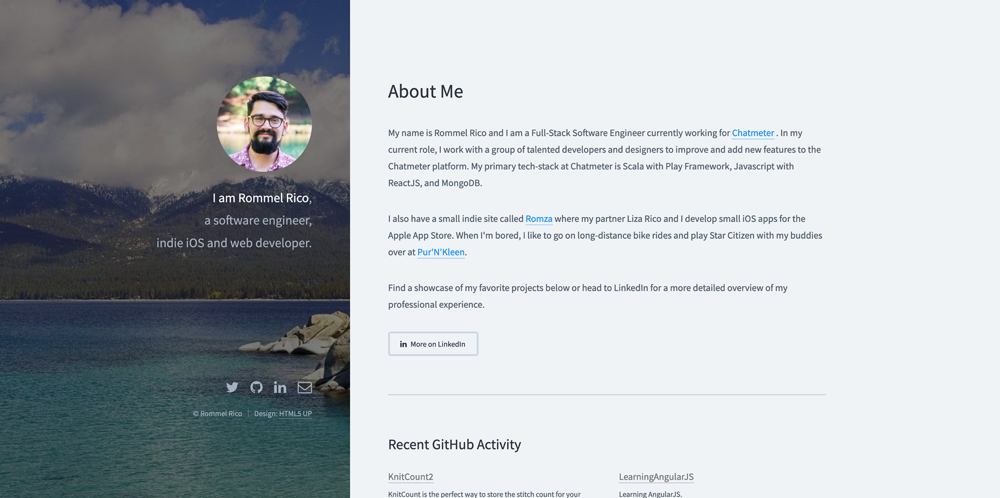 I am Rommel Rico,
a software engineer,
indie iOS and web developer.
© Rommel Rico
Design: HTML5 UP
About Me
My name is Rommel Rico and I am a Full-Stack Software Engineer currently working for Chatmeter . In my
current role, I work with a group of talented developers and designers to improve and add new features to the
Chatmeter platform. My primary tech-stack at Chatmeter is Scala with Play Framework, Javascript with
ReactJS, and MongoDB.
I also have a small indie site called Romza where my partner Liza Rico and I develop small iOS apps for the
Apple App Store. When I'm bored, I like to go on long-distance bike rides and play Star Citizen with my buddies
over at Pur'N'Kleen.
Find a showcase of my favorite projects below or head to LinkedIn for a more detailed overview of my
professional experience.
in More on LinkedIn
Recent GitHub Activity
KnitCount2
KnitCount is the perfect way to store the stitch count for your
LearningAngularJS
Learning AngularJS.